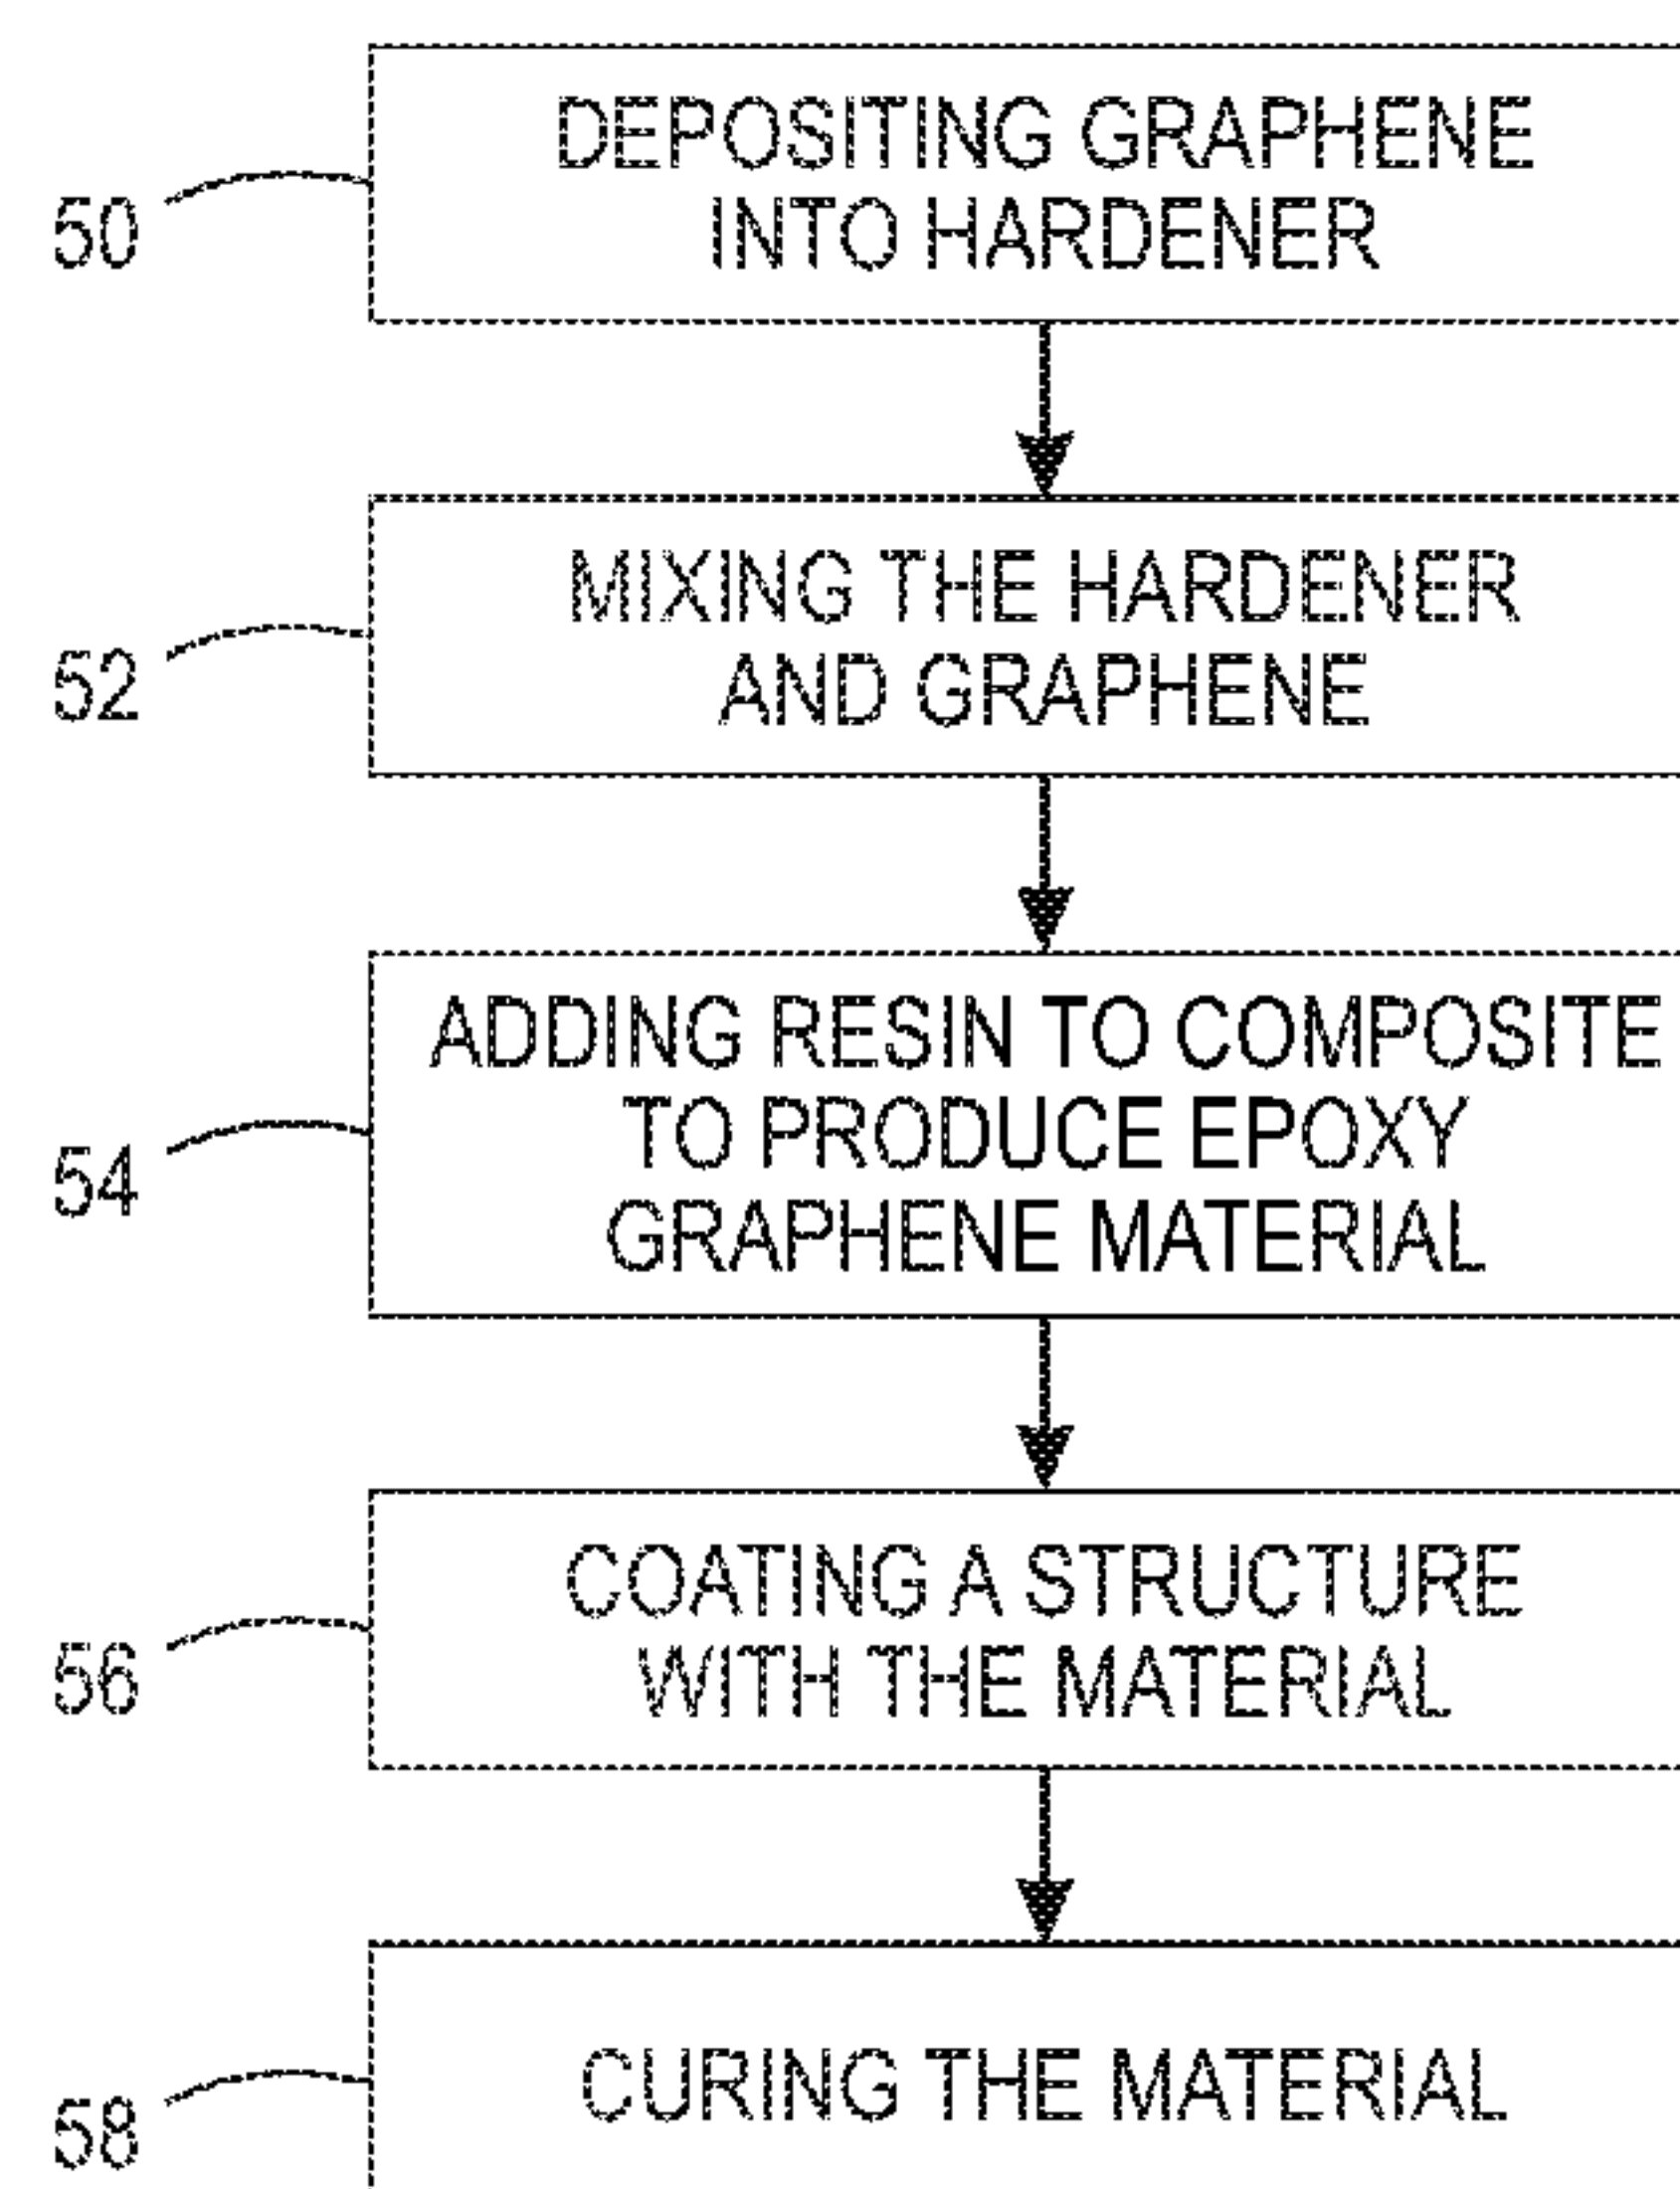 50
DEPOSITING GRAPHENE
INTO HARDENER
52
MIXING THE HARDENER
AND GRAPHENE
54
ADDING RESIN TO COMPOSITE
TO PRODUCE EPOXY
GRAPHENE MATERIAL
56
COATING A STRUCTURE
WITH THE MATERIAL
58
CURING THE MATERIAL